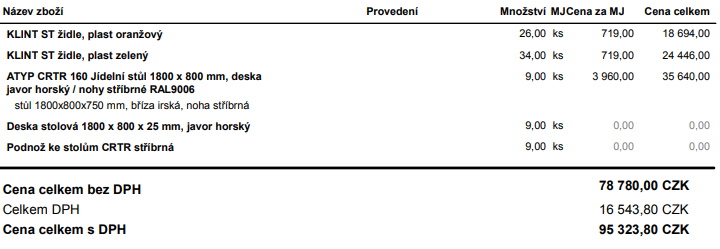 Název zboží Provedení Množství MJ Cena za MJ Cena celkem
KLINT ST židle, plast oranžový 26,00 ks 719,00 18 694,00
KLINT ST židle, plast zelený 34,00 ks 719,00 24 446,00
ATYP CRTR 160 Jídelní stůl 1800 x 800 mm, deska 9,00 ks 3 960,00 35 640,00
javor horský / nohy stříbrné RAL9006
stůl 1800x800x750 mm, bříza irská, noha stříbrná
Deska stolová 1800 x 800 x 25 mm, javor horský 9,00 ks 0,00 0,00
Podnož ke stolům CRTR stříbrná 9,00 ks 0,00 0,00
Cena celkem bez DPH 78 780,00 CZK
Celkem DPH 16 543,80 CZK
Cena celkem s DPH 95 323,80 CZK